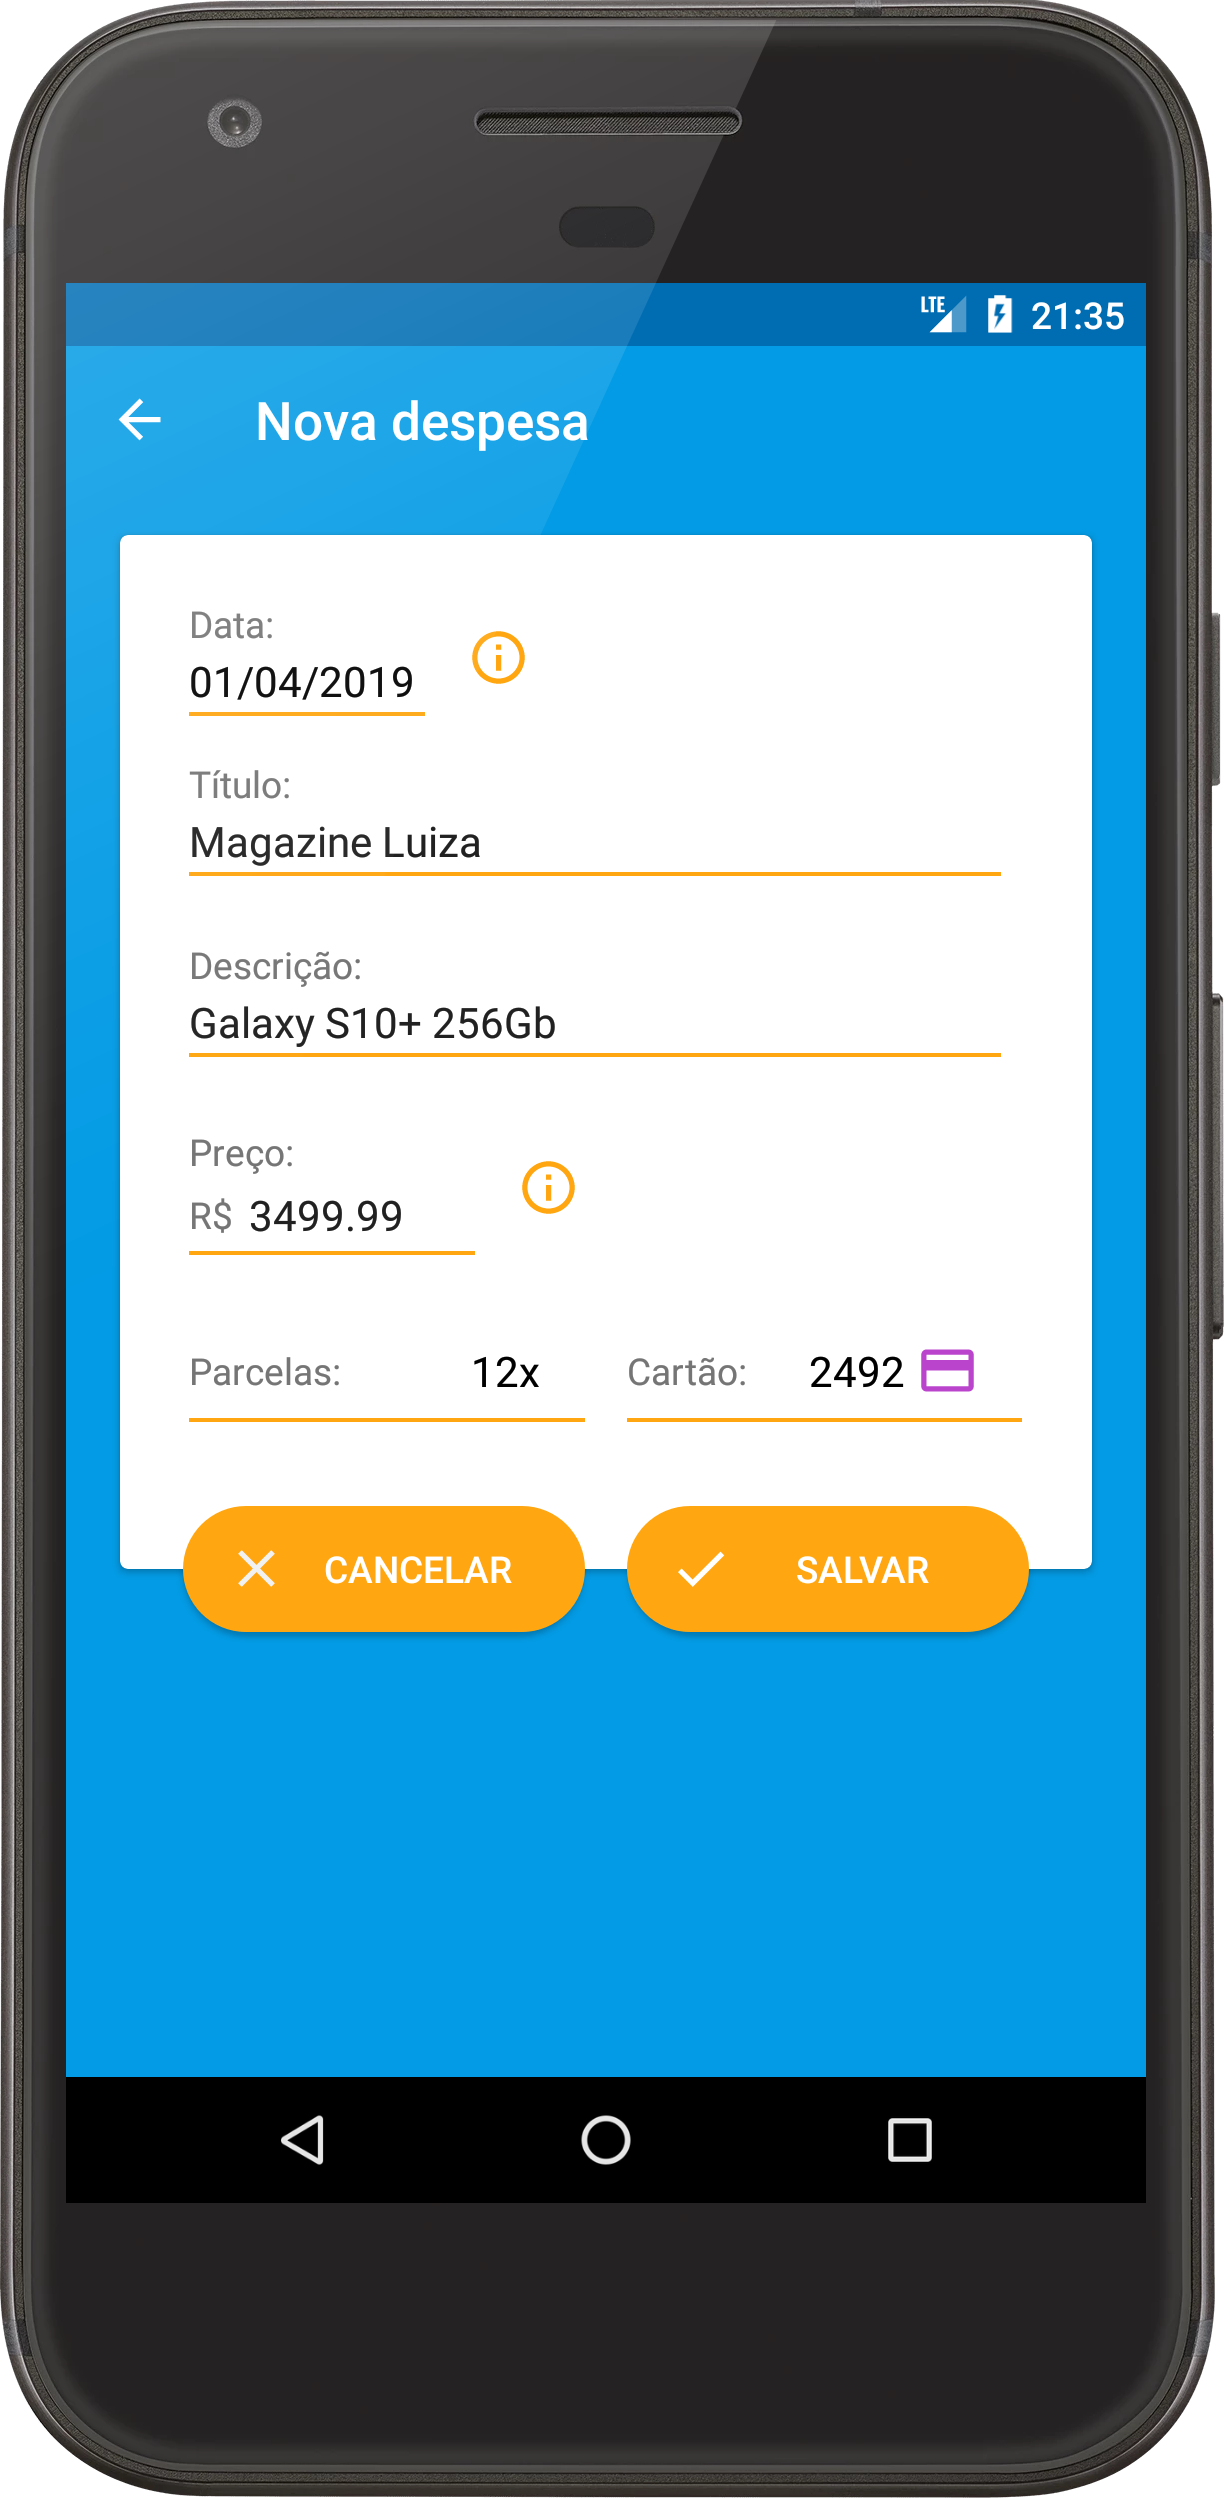 LTE 21:35
Nova despesa
Data:
01/04/2019
Título:
Magazine Luiza
Descrição:
Galaxy S10+ 256Gb
Preço:
R$ 3499.99
Parcelas: 12x Cartão: 2492
CANCELAR SALVAR